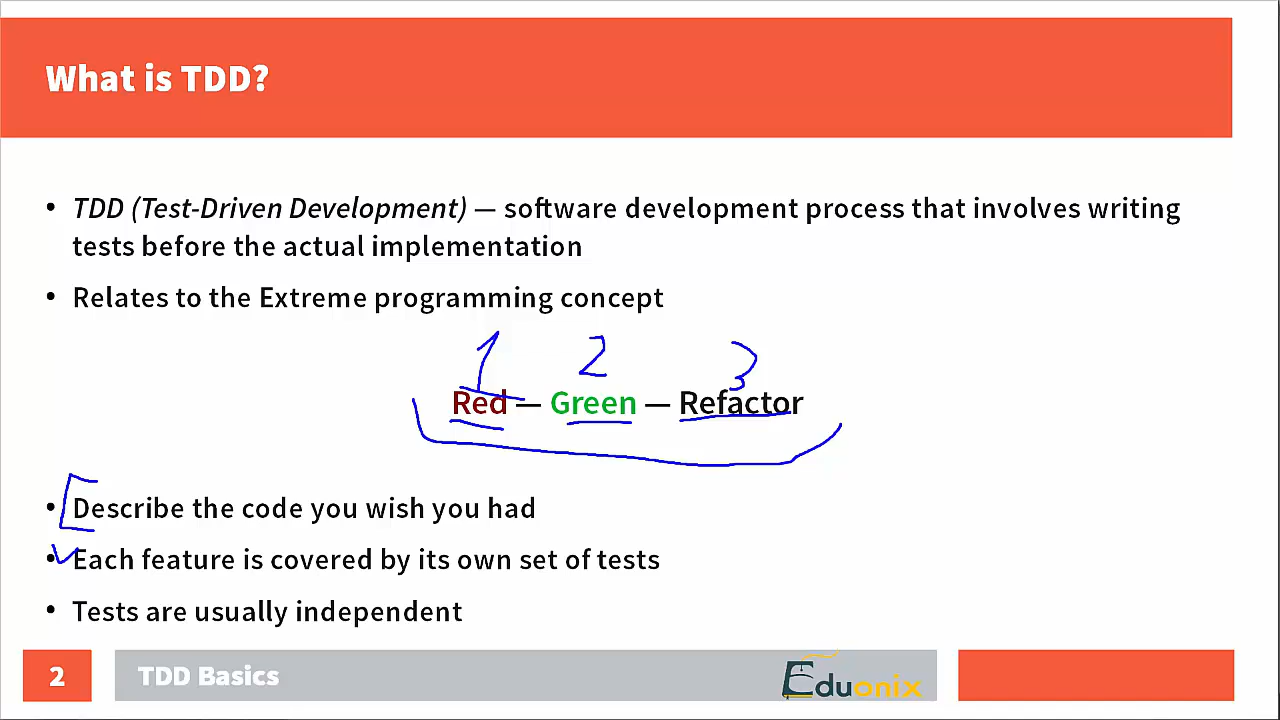 What is TDD?
• TDD (Test-Driven Development) — software development process that involves writing
tests before the actual implementation
• Relates to the Extreme programming concept
1 2 3
Red — Green — Refactor
• Describe the code you wish you had
• Each feature is covered by its own set of tests
• Tests are usually independent
2 TDD Basics Eduonix